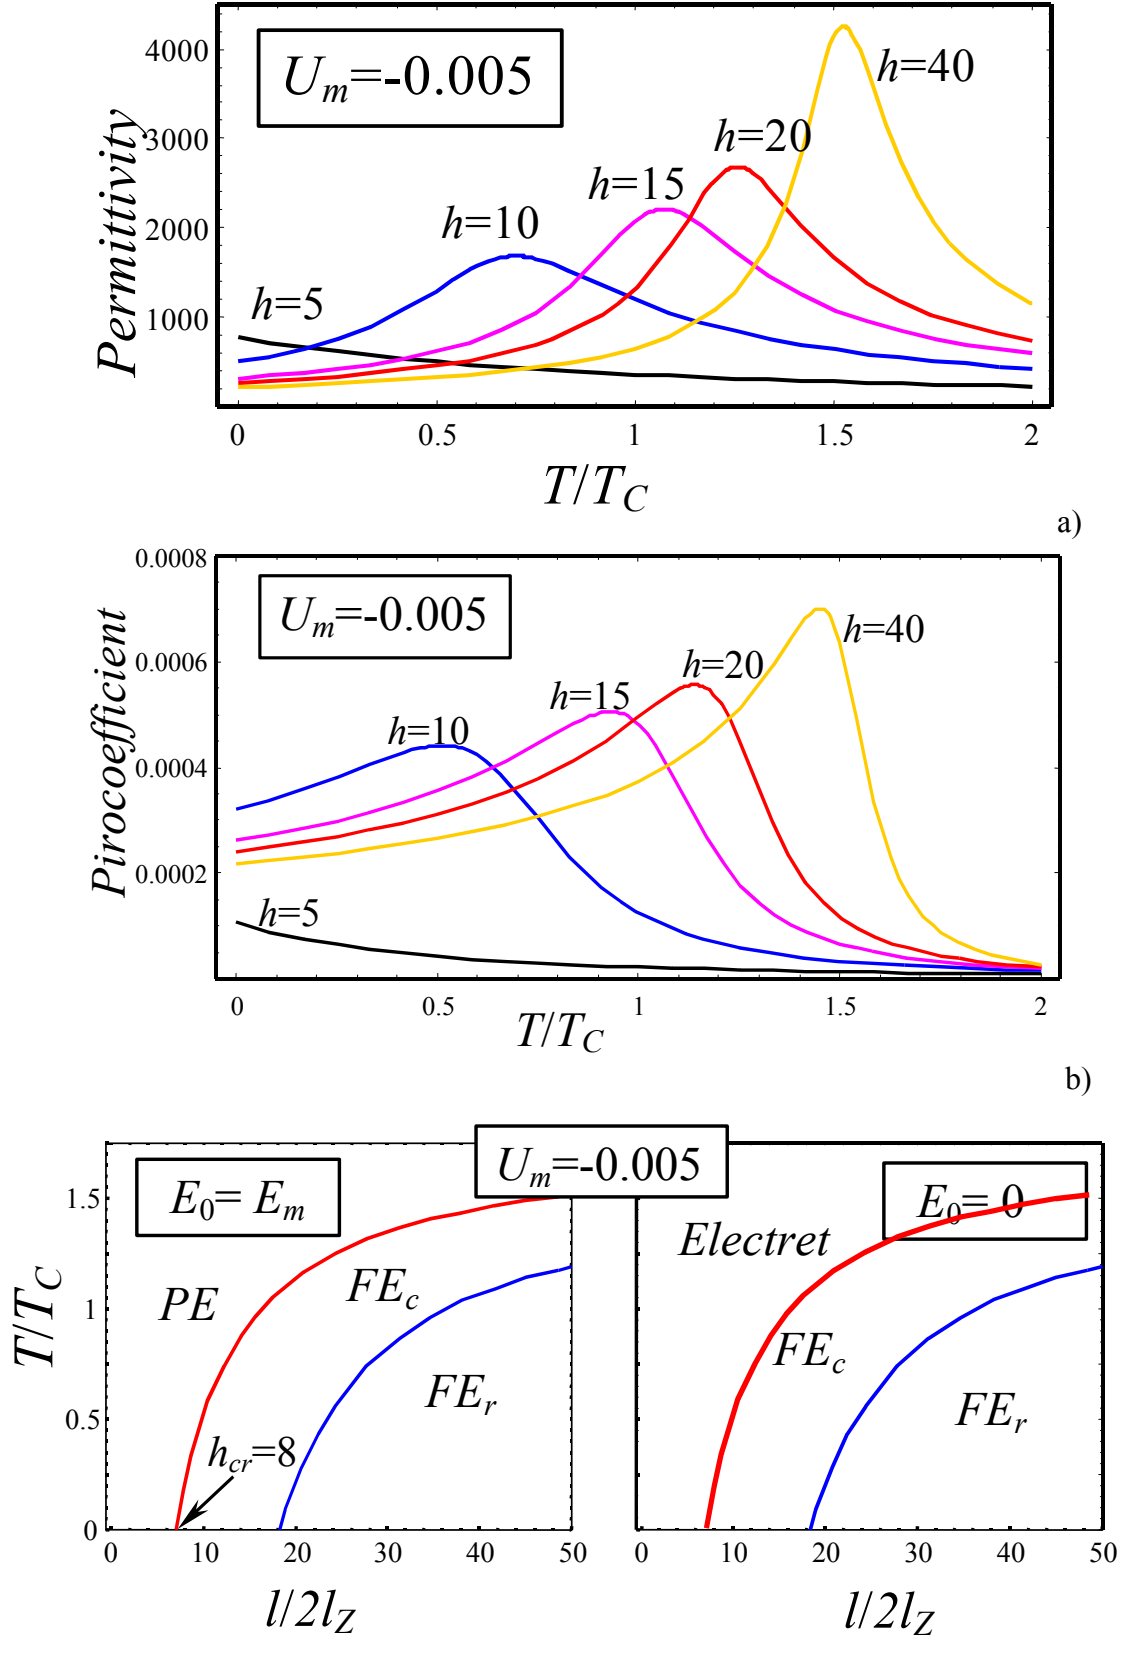 U_m=-0.005
h=40
h=20
h=15
h=10
h=5
4000
3000
2000
1000
Permittivity
0 0.5 1 1.5 2
T/T_C
a)
0.0008
0.0006
0.0004
0.0002
Pirocoefficient
U_m=-0.005
h=40
h=20
h=15
h=10
h=5
0 0.5 1 1.5 2
T/T_C
b)
U_m=-0.005
E_0= E_m
E_0= 0
1.5
1
0.5
0
T/T_C
PE
FE_c
FE_r
h_cr=8
Electret
FE_c
FE_r
0 10 20 30 40 50
0 10 20 30 40 50
l/2l_Z
l/2l_Z